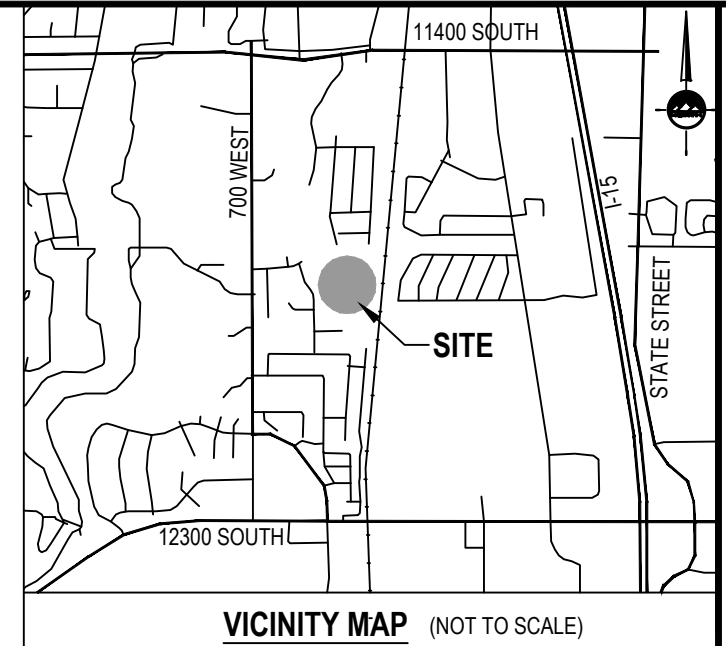 11400 SOUTH
700 WEST
I-15
STATE STREET
SITE
12300 SOUTH
VICINITY MAP (NOT TO SCALE)